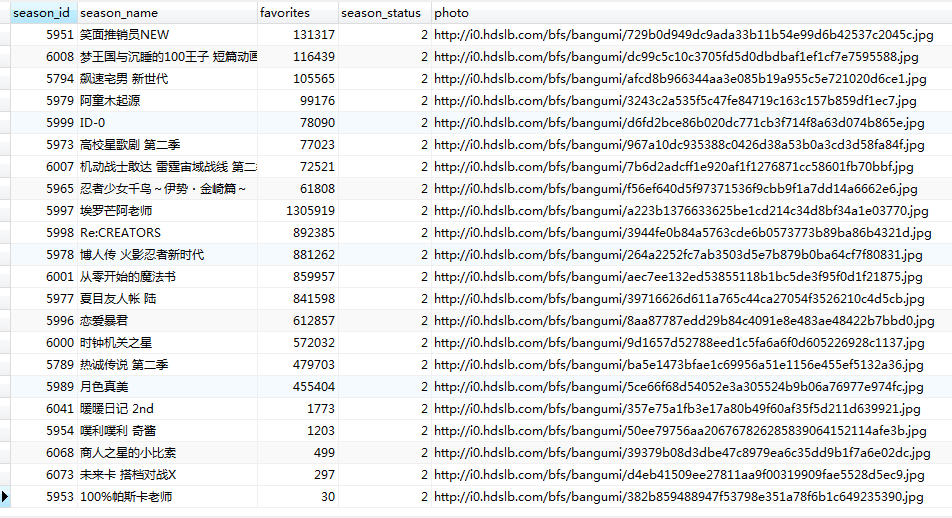 season_id season_name favorites season_status photo
5951 笑面推销员NEW 131317 2 http://i0.hdslb.com/bfs/bangumi/729b0d949dc9ada33b11b54e99d6b42537c2045c.jpg
6008 梦王国与沉睡的100王子 短篇动画 116439 2 http://i0.hdslb.com/bfs/bangumi/dc99c5c10c3705fd5d0dbdbaf1ef1cf7e7595588.jpg
5794 飙速宅男 新世代 105565 2 http://i0.hdslb.com/bfs/bangumi/afcd8b966344aa3e085b19a955c5e721020d6ce1.jpg
5979 阿童木起源 99176 2 http://i0.hdslb.com/bfs/bangumi/3243c2a535f5c47fe84719c163c157b859df1ec7.jpg
5999 ID-0 78090 2 http://i0.hdslb.com/bfs/bangumi/d6fd2bce86b020dc771cb3f714f8a63d074b865e.jpg
5973 高校星歌剧 第二季 77023 2 http://i0.hdslb.com/bfs/bangumi/967a10dc935388c0426d38a53b0a3cd3d58fa84f.jpg
6007 机动战士敢达 雷霆宙域战线 第二 72521 2 http://i0.hdslb.com/bfs/bangumi/7b6d2adcff1e920af1f1276871cc58601fb70bbf.jpg
5965 忍者少女千鸟～伊势·金崎篇～ 61808 2 http://i0.hdslb.com/bfs/bangumi/f56ef640d5f97371536f9cbb9f1a7dd14a6662e6.jpg
5997 埃罗芒阿老师 1305919 2 http://i0.hdslb.com/bfs/bangumi/a223b1376633625be1cd214c34d8bf34a1e03770.jpg
5998 Re:CREATORS 892385 2 http://i0.hdslb.com/bfs/bangumi/3944fe0b84a5763cde6b0573773b89ba86b4321d.jpg
5978 博人传 火影忍者新时代 881262 2 http://i0.hdslb.com/bfs/bangumi/264a2252fc7ab3503d5e7b879b0ba64cf7f80831.jpg
6001 从零开始的魔法书 859957 2 http://i0.hdslb.com/bfs/bangumi/aec7ee132ed53855118b1bc5de3f95f0d1f21875.jpg
5977 夏目友人帐 陆 841598 2 http://i0.hdslb.com/bfs/bangumi/39716626d611a765c44ca27054f3526210c4d5cb.jpg
5996 恋爱暴君 612857 2 http://i0.hdslb.com/bfs/bangumi/8aa87787edd29b84c4091e8e483ae48422b7bbd0.jpg
6000 时钟机关之星 572032 2 http://i0.hdslb.com/bfs/bangumi/9d1657d52788eed1c5fa6a6f0d605226928c1137.jpg
5789 热诚传说 第二季 479703 2 http://i0.hdslb.com/bfs/bangumi/ba5e1473bfae1c69956a51e1156e455ef5132a36.jpg
5989 月色真美 455404 2 http://i0.hdslb.com/bfs/bangumi/5ce66f68d54052e3a305524b9b06a76977e974fc.jpg
6041 暖暖日记 2nd 1773 2 http://i0.hdslb.com/bfs/bangumi/357e75a1fb3e17a80b49f60af35f5d211d639921.jpg
5954 噗利噗利 奇酱 1203 2 http://i0.hdslb.com/bfs/bangumi/50ee79756aa206767826285839064152114afe3b.jpg
6068 商人之星的小比索 499 2 http://i0.hdslb.com/bfs/bangumi/39379b08d3dbe47c8979ea6c35dd9b1f7a6e02dc.jpg
6073 未来卡 搭档对战X 297 2 http://i0.hdslb.com/bfs/bangumi/d4eb41509ee27811aa9f00319909fae5528d5ec9.jpg
5953 100%帕斯卡老师 30 2 http://i0.hdslb.com/bfs/bangumi/382b859488947f53798e351a78f6b1c649235390.jpg